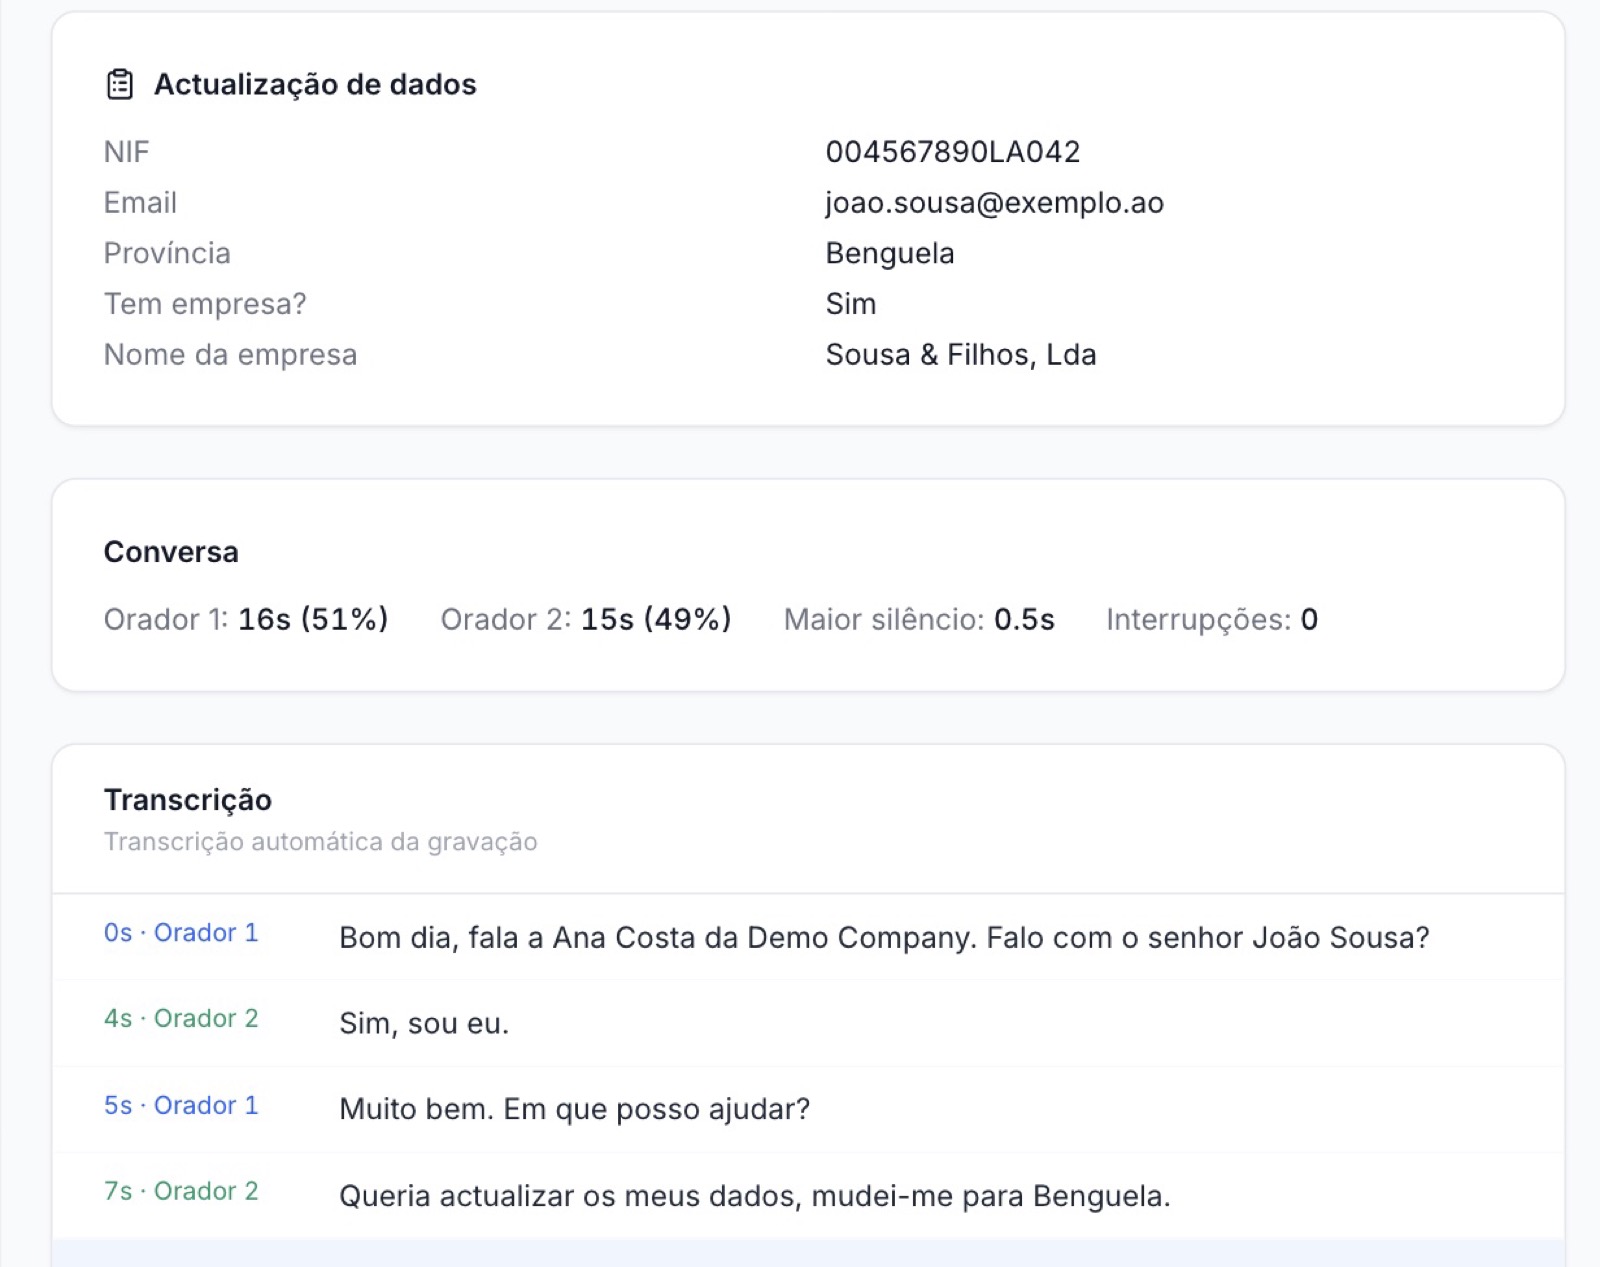 Actualização de dados
NIF 004567890LA042
Email joao.sousa@exemplo.ao
Província Benguela
Tem empresa? Sim
Nome da empresa Sousa & Filhos, Lda
Conversa
Orador 1: 16s (51%) Orador 2: 15s (49%) Maior silêncio: 0.5s Interrupções: 0
Transcrição
Transcrição automática da gravação
0s · Orador 1 Bom dia, fala a Ana Costa da Demo Company. Falo com o senhor João Sousa?
4s · Orador 2 Sim, sou eu.
5s · Orador 1 Muito bem. Em que posso ajudar?
7s · Orador 2 Queria actualizar os meus dados, mudei-me para Benguela.